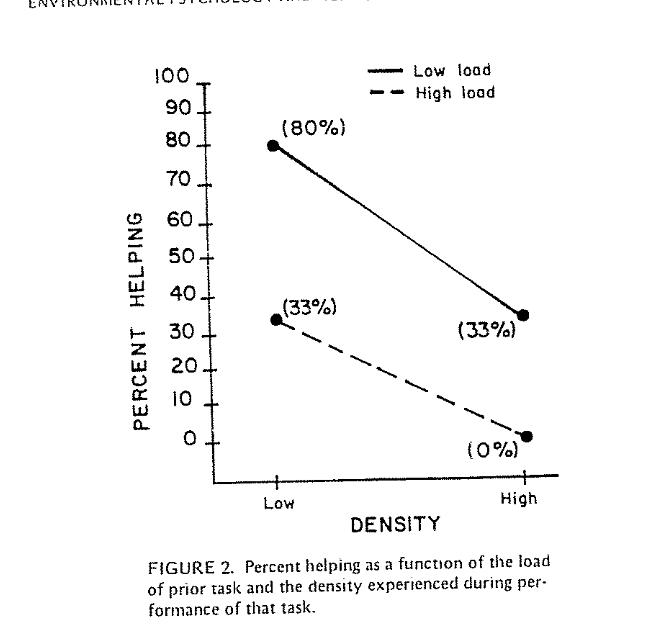 Low load
High load
100
90
80
70
60
50
40
30
20
10
0
(80%)
(33%)
(33%)
(0%)
PERCENT HELPING
Low
High
DENSITY
FIGURE 2. Percent helping as a function of the load
of prior task and the density experienced during per-
formance of that task.